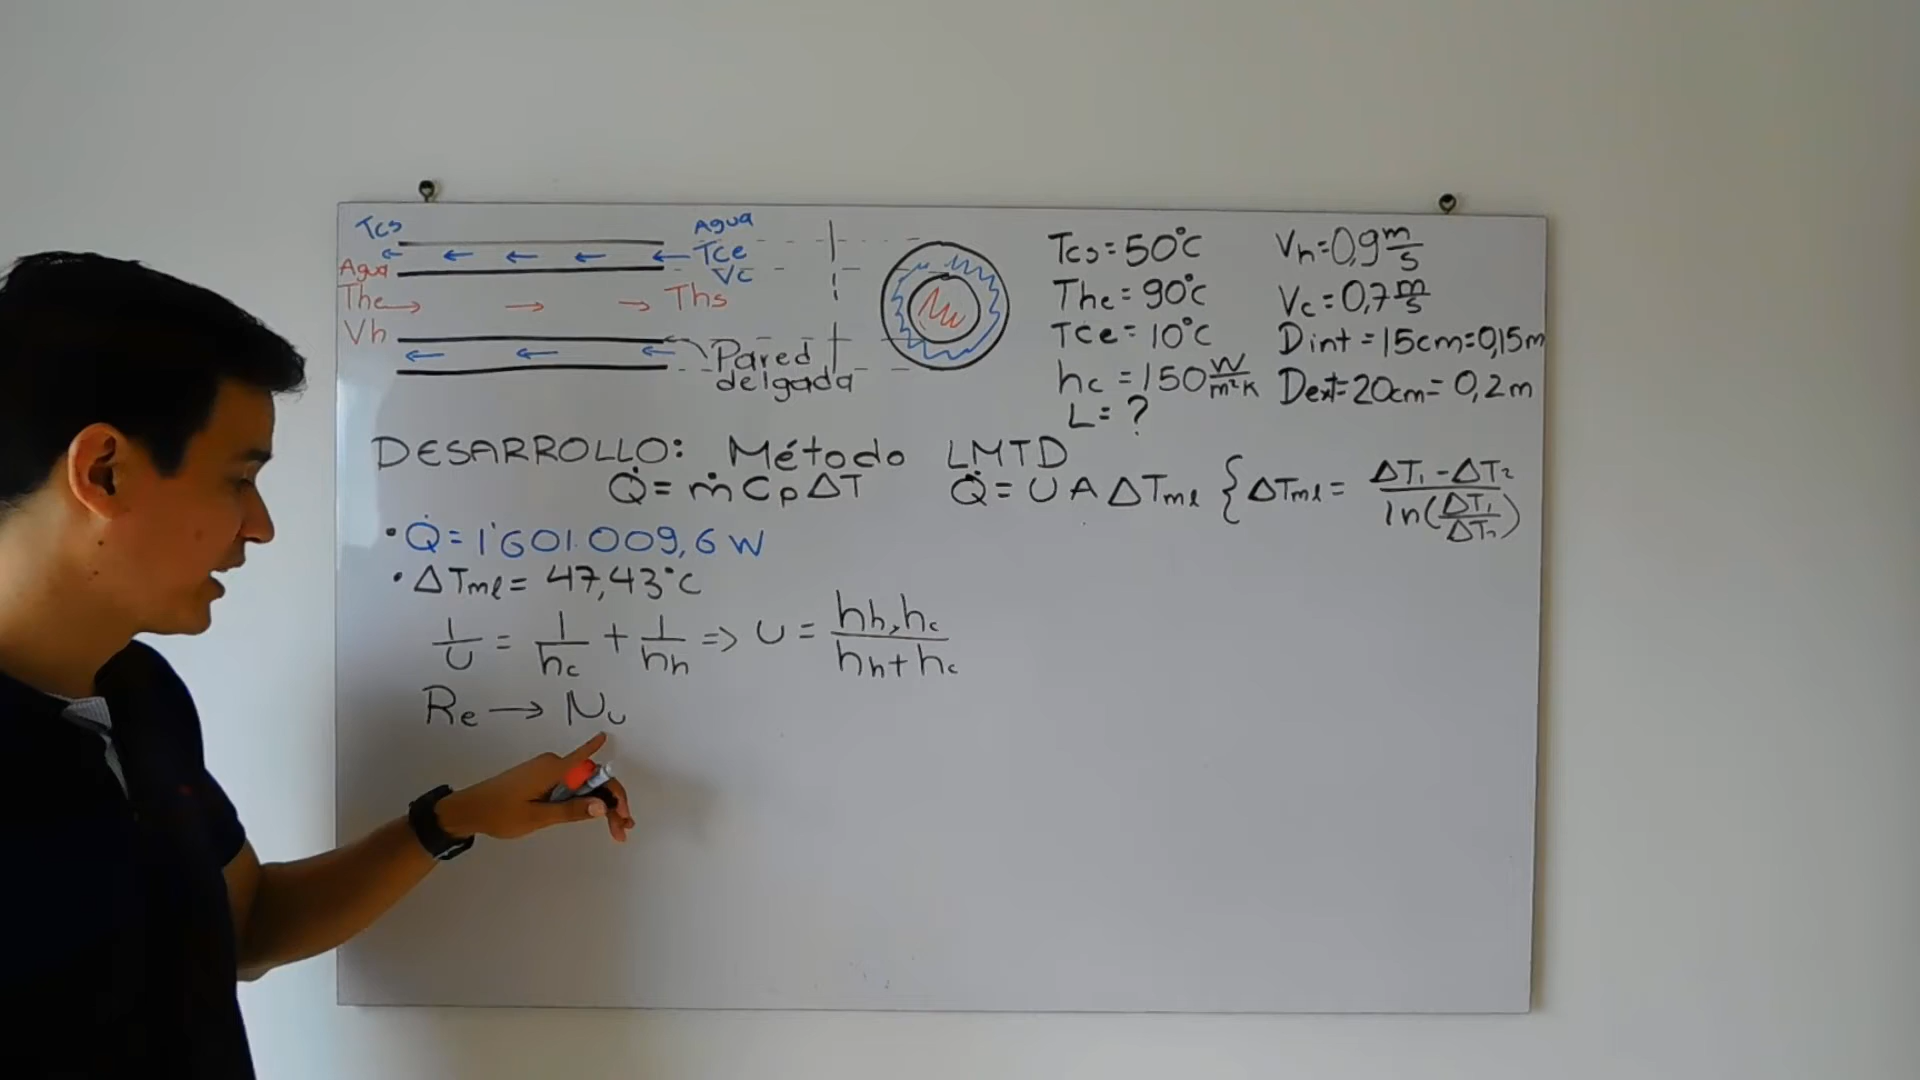 Tcs
Agua
Tce
Vc
Agua
The
Ths
Vh
Pared
delgada
Tcs = 50°C
The = 90°C
Tce = 10°C
hc = 150 W/m²K
L = ?
Vh = 0,9 m/s
Vc = 0,7 m/s
Dint = 15cm = 0,15m
Dext = 20cm = 0,2m
DESARROLLO: Método LMTD
Q̇ = ṁ Cp ΔT Q̇ = U A ΔTml { ΔTml = (ΔT1 - ΔT2) / ln(ΔT1/ΔT2)
• Q̇ = 1'601.009,6 W
• ΔTml = 47,43°C
1/U = 1/hc + 1/hh => U = hh.hc / (hh + hc)
Re → Nu